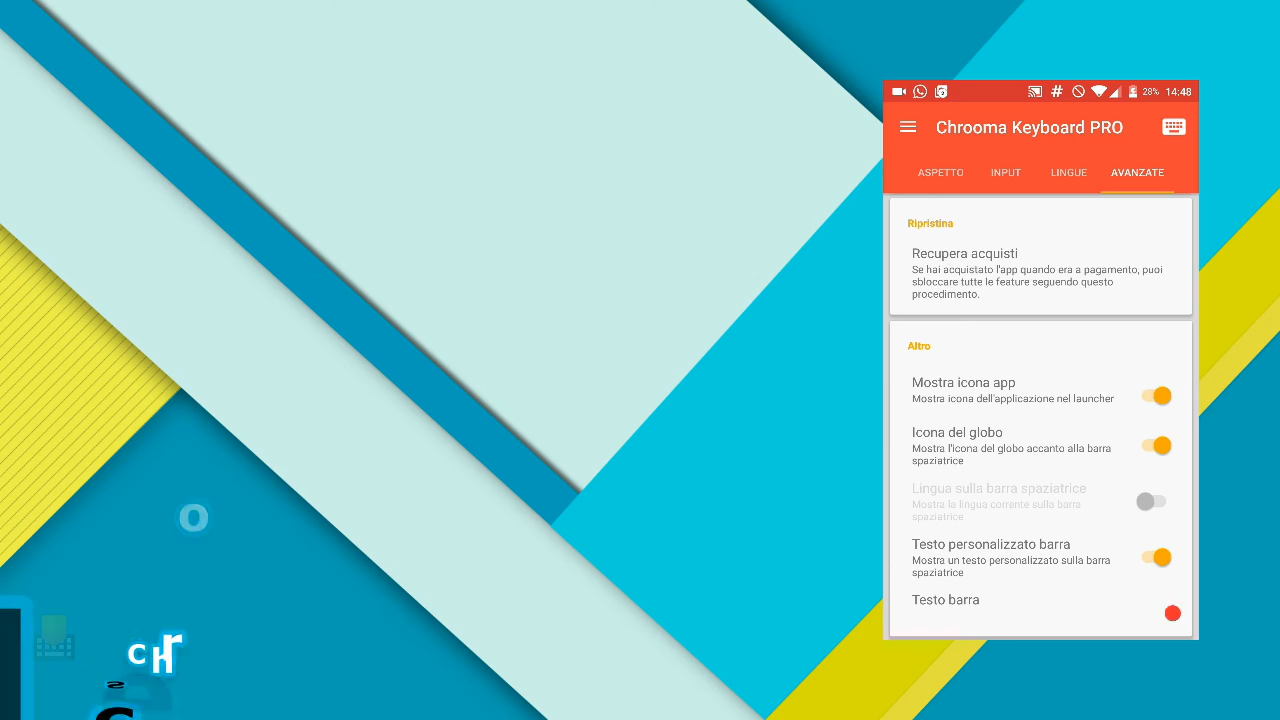 28% 14:48
Chrooma Keyboard PRO
ASPETTO INPUT LINGUE AVANZATE
Ripristina
Recupera acquisti
Se hai acquistato l'app quando era a pagamento, puoi
sbloccare tutte le feature seguendo questo
procedimento.
Altro
Mostra icona app
Mostra icona dell'applicazione nel launcher
Icona del globo
Mostra l'icona del globo accanto alla barra
spaziatrice
Lingua sulla barra spaziatrice
Mostra la lingua corrente sulla barra
spaziatrice
Testo personalizzato barra
Mostra un testo personalizzato sulla barra
spaziatrice
Testo barra
o
c H r